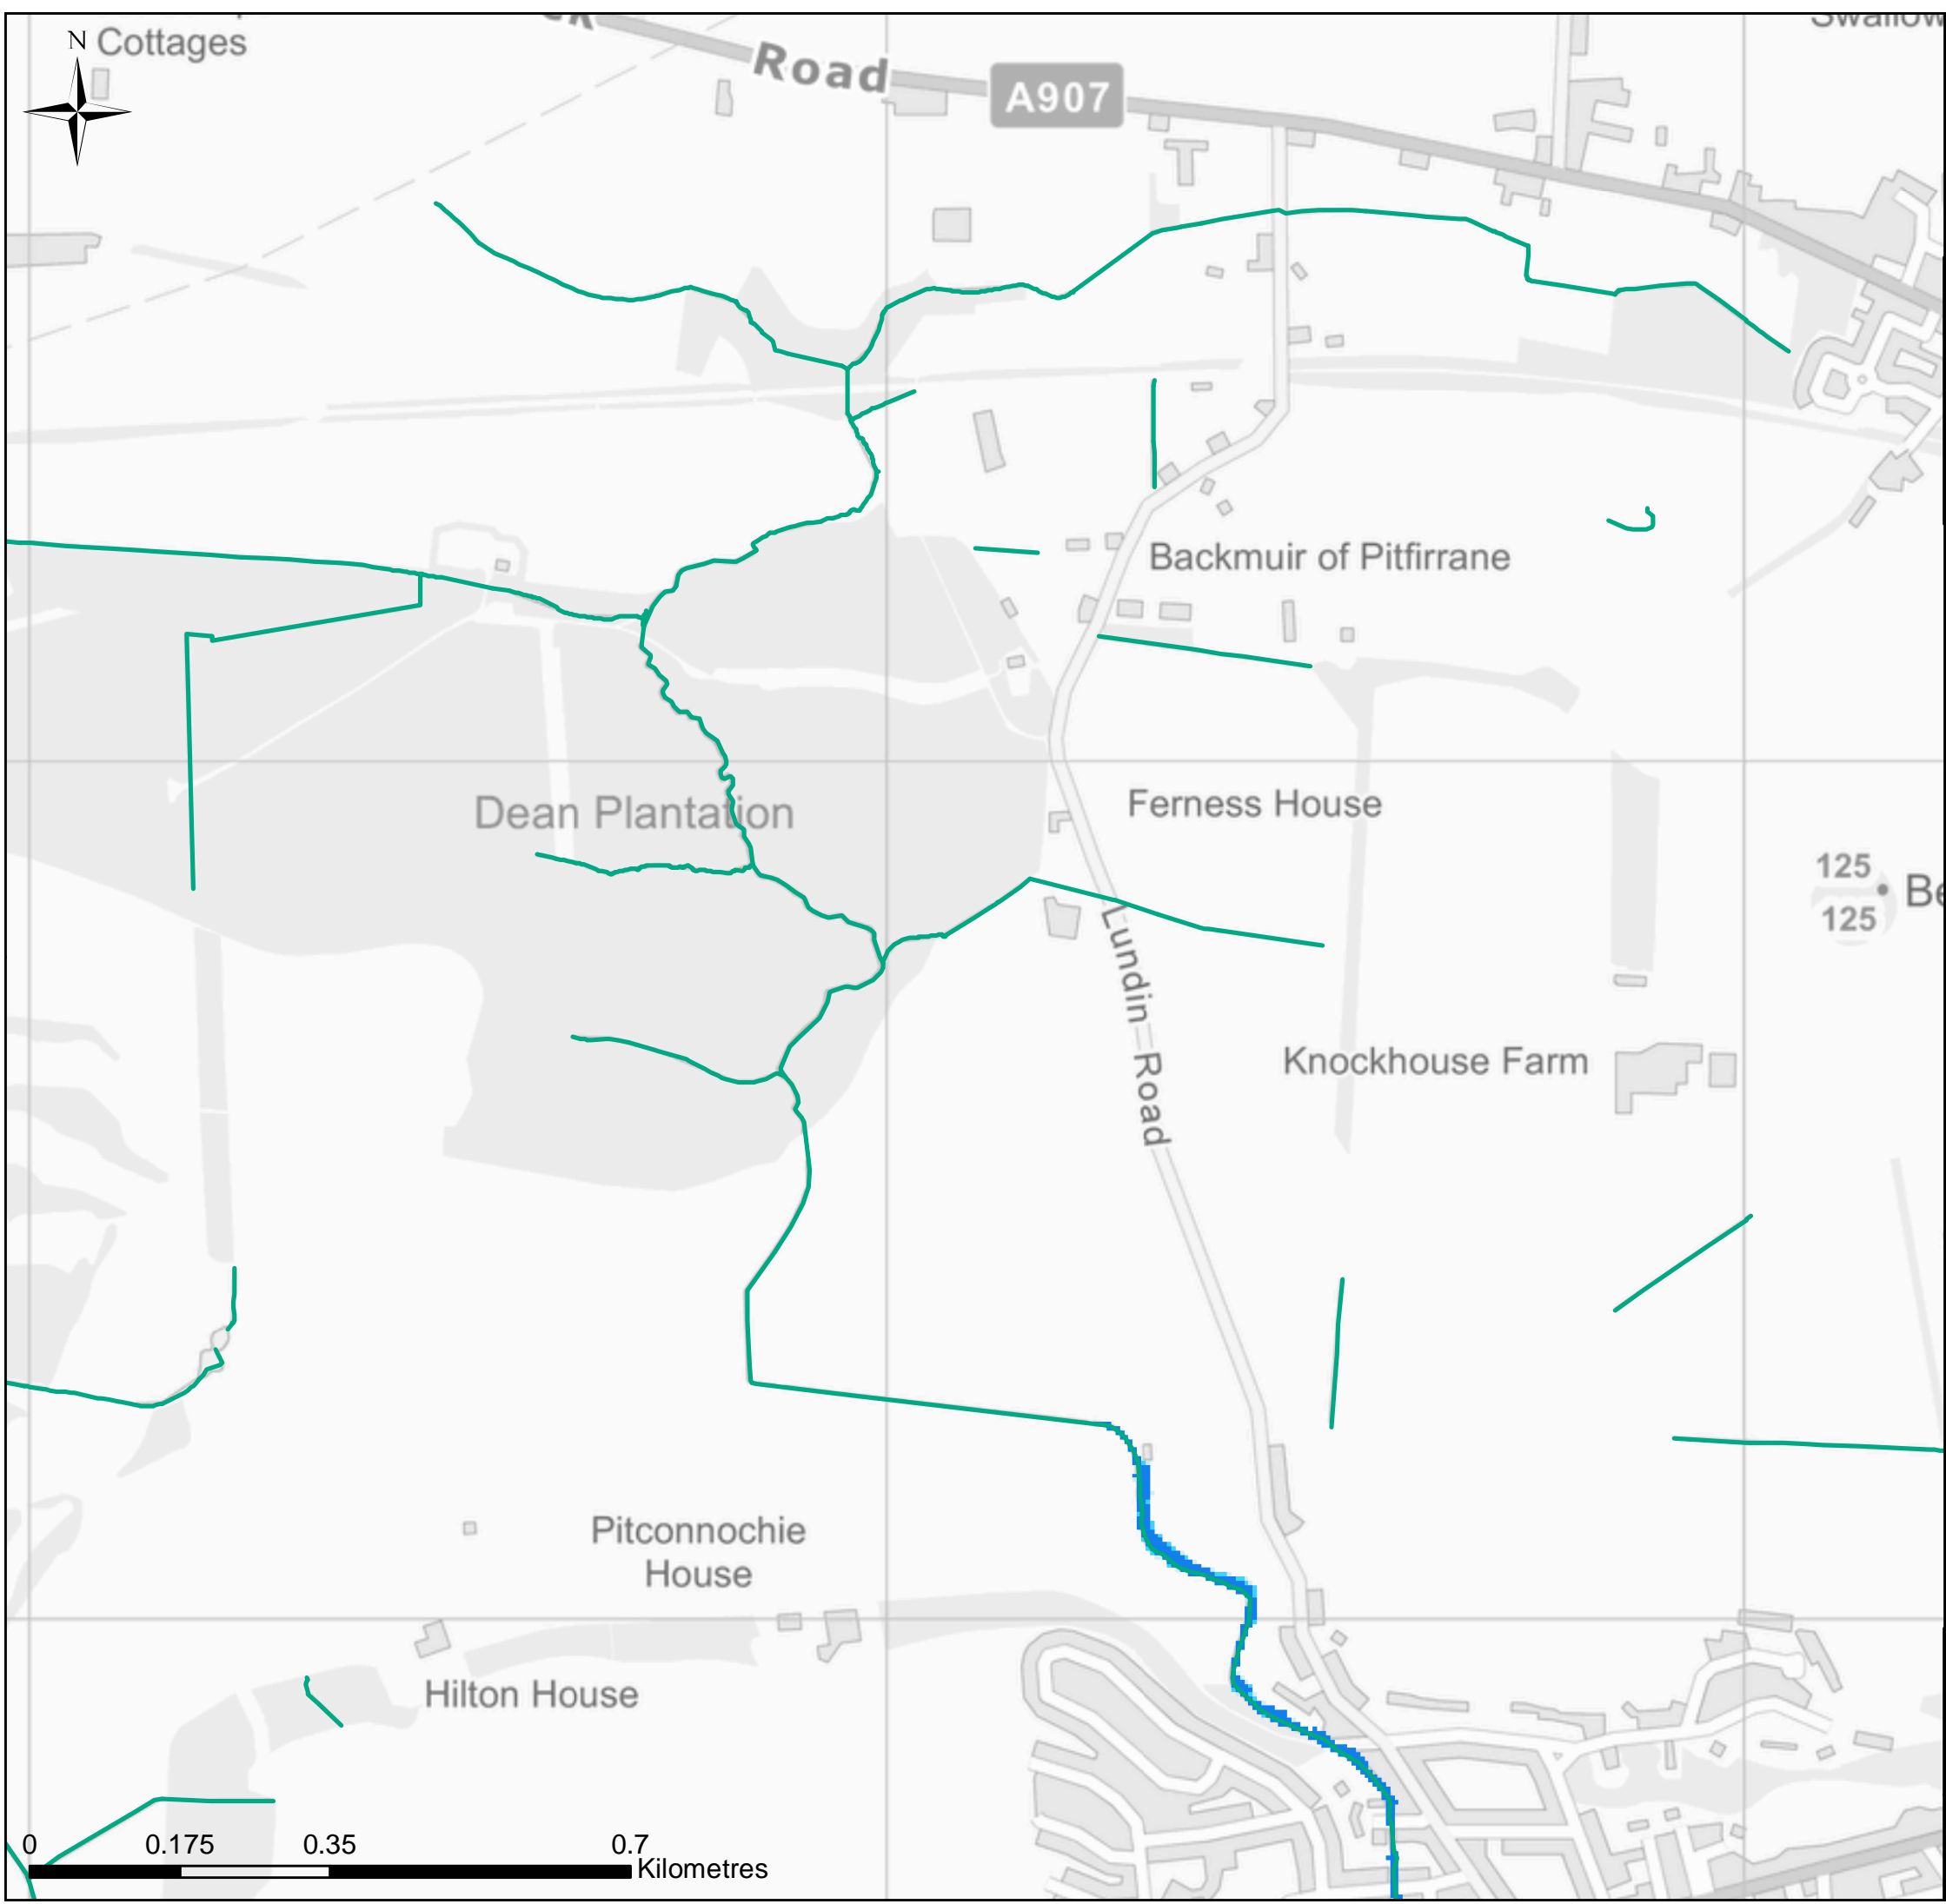 N
Cottages
Road
A907
Backmuir of Pitfirrane
Dean Plantation
Ferness House
125
125
Lundin Road
Knockhouse Farm
Pitconnochie
House
Hilton House
0 0.175 0.35 0.7
Kilometres